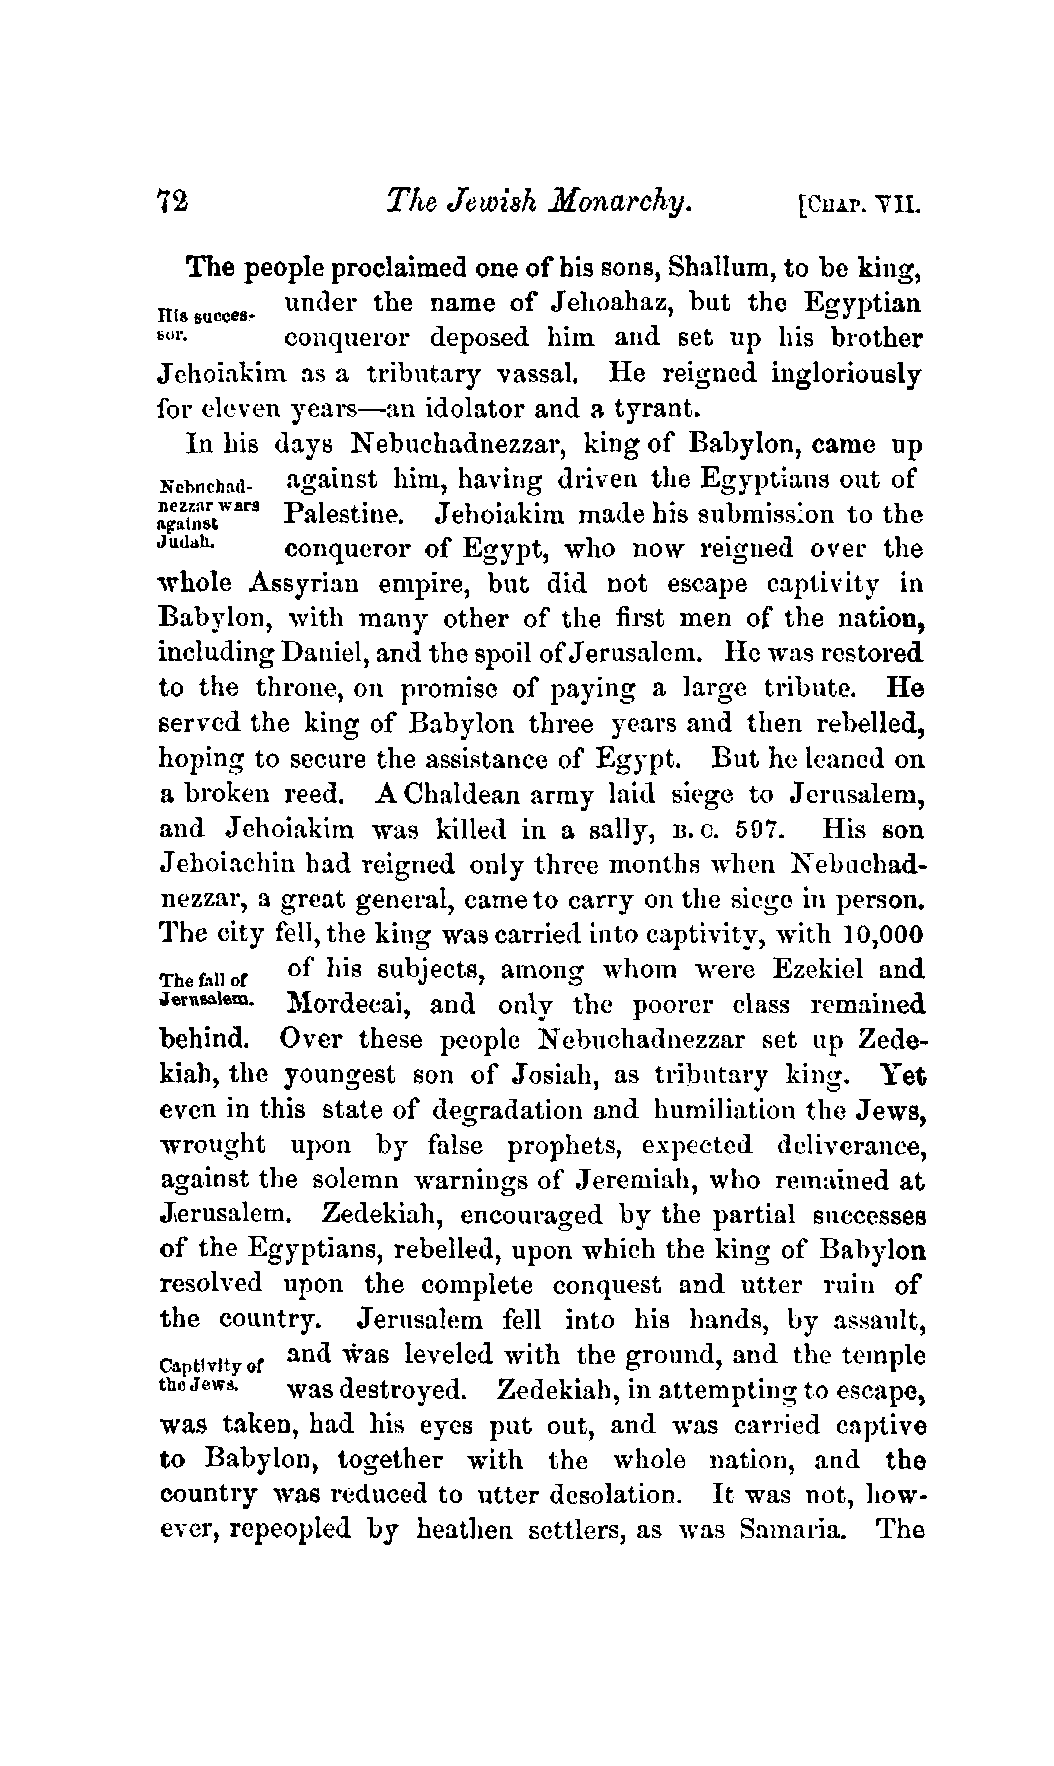 72 The Jewish Monarchy. [CHAP. VII.
The people proclaimed one of his sons, Shallum, to be king,
under the name of Jehoahaz, but the Egyptian
His succes-
sor. conqueror deposed him and set up his brother
Jehoiakim as a tributary vassal. He reigned ingloriously
for eleven years—an idolator and a tyrant.
In his days Nebuchadnezzar, king of Babylon, came up
Nebuchad- against him, having driven the Egyptians out of
nezzar wars Palestine. Jehoiakim made his submission to the
against
Judah. conqueror of Egypt, who now reigned over the
whole Assyrian empire, but did not escape captivity in
Babylon, with many other of the first men of the nation,
including Daniel, and the spoil of Jerusalem. He was restored
to the throne, on promise of paying a large tribute. He
served the king of Babylon three years and then rebelled,
hoping to secure the assistance of Egypt. But he leaned on
a broken reed. A Chaldean army laid siege to Jerusalem,
and Jehoiakim was killed in a sally, B.C. 597. His son
Jehoiachin had reigned only three months when Nebuchad-
nezzar, a great general, came to carry on the siege in person.
The city fell, the king was carried into captivity, with 10,000
The fall of of his subjects, among whom were Ezekiel and
Jerusalem. Mordecai, and only the poorer class remained
behind. Over these people Nebuchadnezzar set up Zede-
kiah, the youngest son of Josiah, as tributary king. Yet
even in this state of degradation and humiliation the Jews,
wrought upon by false prophets, expected deliverance,
against the solemn warnings of Jeremiah, who remained at
Jerusalem. Zedekiah, encouraged by the partial successes
of the Egyptians, rebelled, upon which the king of Babylon
resolved upon the complete conquest and utter ruin of
the country. Jerusalem fell into his hands, by assault,
Captivity of and was leveled with the ground, and the temple
the Jews. was destroyed. Zedekiah, in attempting to escape,
was taken, had his eyes put out, and was carried captive
to Babylon, together with the whole nation, and the
country was reduced to utter desolation. It was not, how-
ever, repeopled by heathen settlers, as was Samaria. The